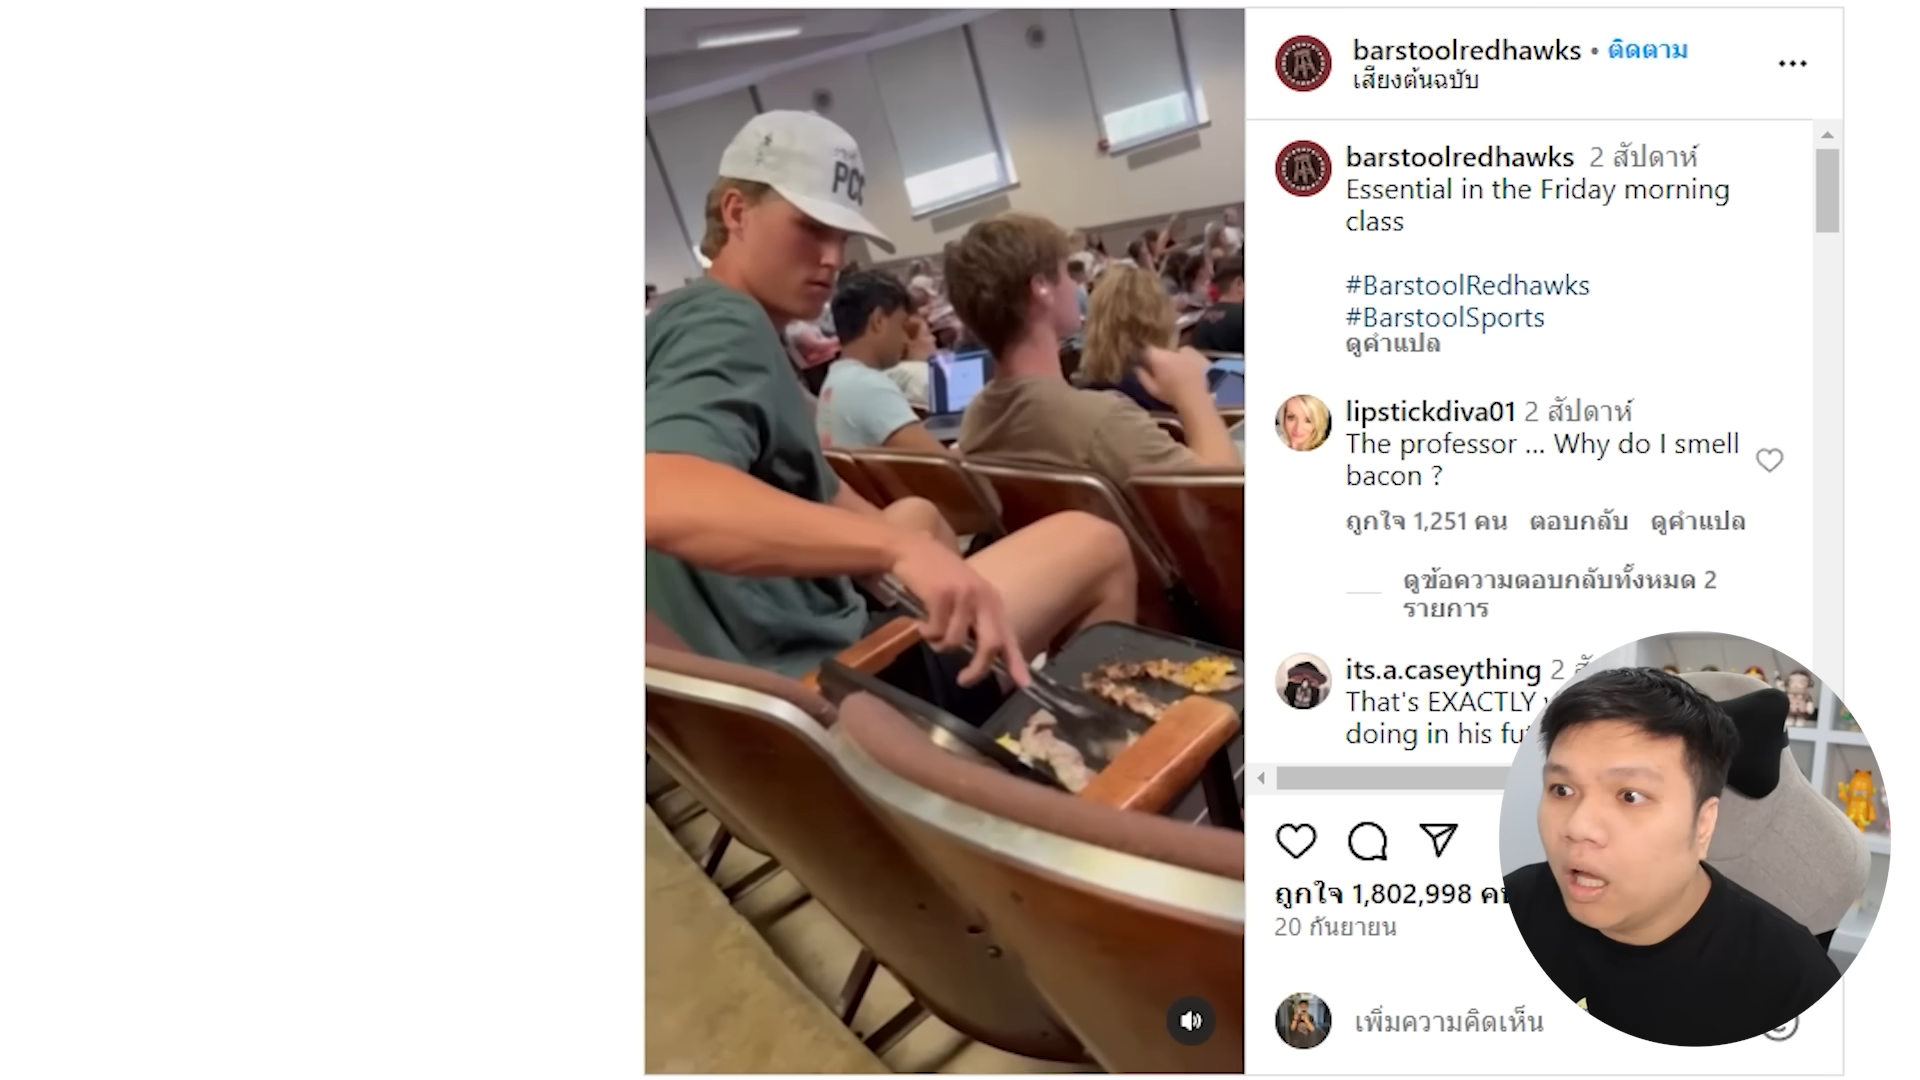 PCC
barstoolredhawks • ติดตาม
เสียงต้นฉบับ
barstoolredhawks 2 สัปดาห์
Essential in the Friday morning
class
#BarstoolRedhawks
#BarstoolSports
ดูคำแปล
lipstickdiva01 2 สัปดาห์
The professor ... Why do I smell
bacon ?
ถูกใจ 1,251 คน ตอบกลับ ดูคำแปล
ดูข้อความตอบกลับทั้งหมด 2
รายการ
its.a.caseything 2
That's EXACTLY
doing in his
ถูกใจ 1,802,998
20 กันยายน
เพิ่มความคิดเห็น